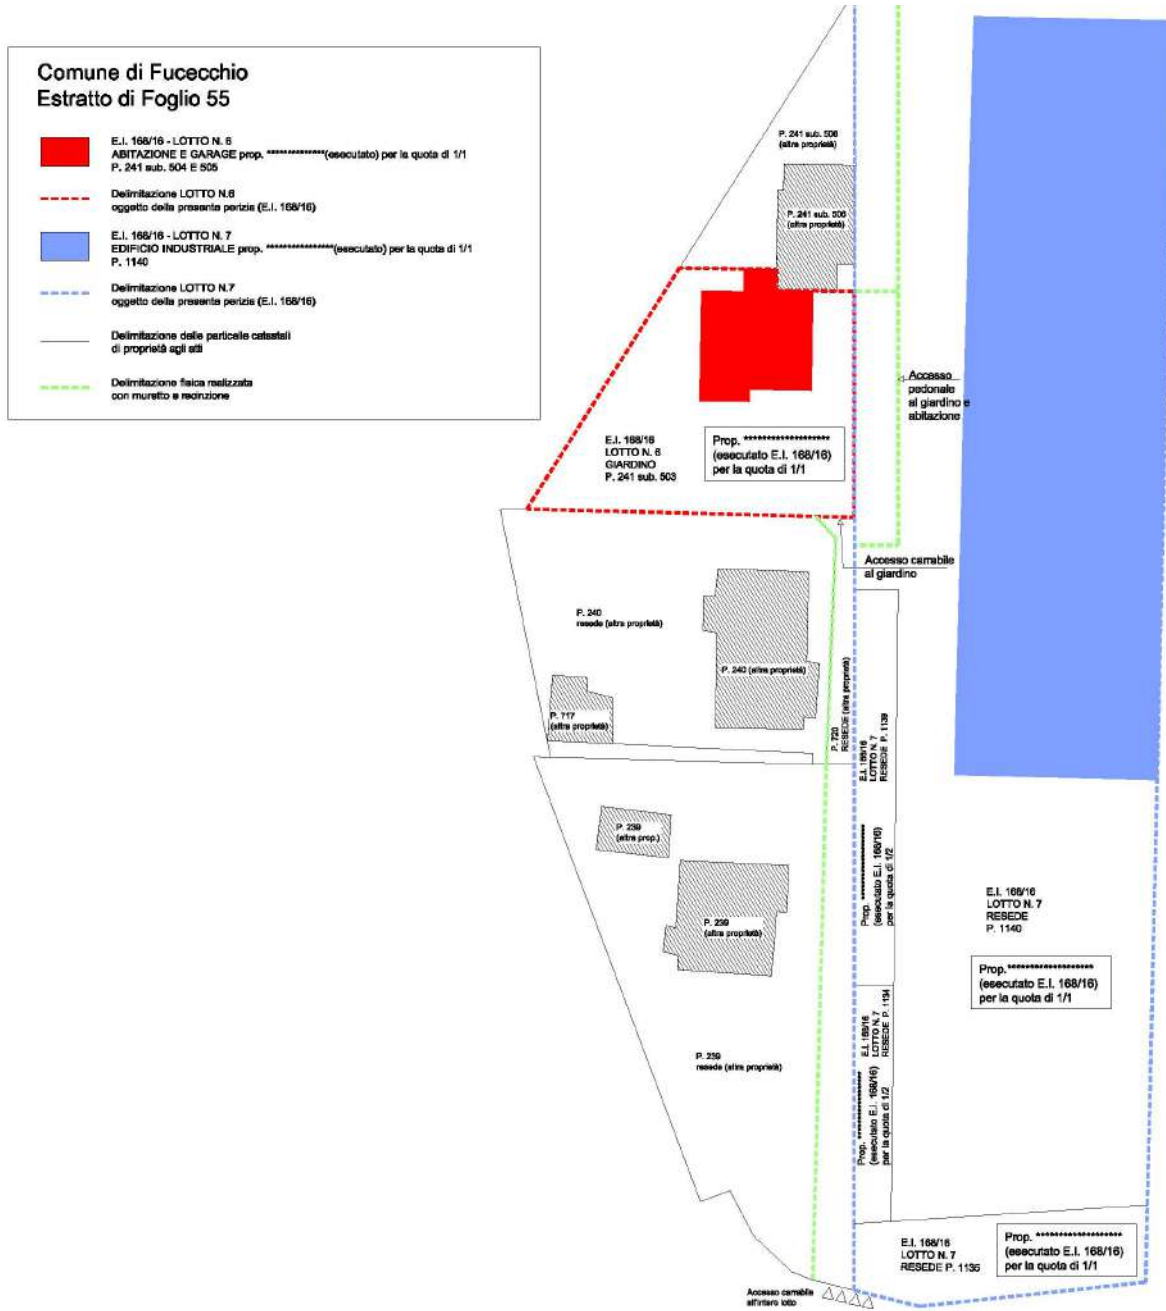 Comune di Fucecchio
Estratto di Foglio 55
E.I. 168/16 - LOTTO N. 6
ABITAZIONE E GARAGE prop. **************(esecutato) per la quota di 1/1
P. 241 sub. 504 E 505
Delimitazione LOTTO N.6
oggetto della presente perizia (E.I. 168/16)
E.I. 168/16 - LOTTO N. 7
EDIFICIO INDUSTRIALE prop. ****************(esecutato) per la quota di 1/1
P. 1140
Delimitazione LOTTO N.7
oggetto della presente perizia (E.I. 168/16)
Delimitazione delle particelle catastali
di proprietà agli atti
Delimitazione fisica realizzata
con muretto e recinzione
P. 241 sub. 506
(altra proprietà)
P. 241 sub. 506
(altra proprietà)
Accesso
pedonale
al giardino e
abitazione
E.I. 168/16
LOTTO N. 6
GIARDINO
P. 241 sub. 503
Prop. *******************
(esecutato E.I. 168/16)
per la quota di 1/1
Accesso carrabile
al giardino
P. 240
resede (altra proprietà)
P. 240 (altra proprietà)
P. 717
(altra proprietà)
P. 720
RESEDE (altra proprietà)
E.I. 168/16
LOTTO N. 7
RESEDE P. 1139
P. 239
(altra prop.)
Prop. *******************
(esecutato E.I. 168/16)
per la quota di 1/2
P. 239
(altra proprietà)
E.I. 168/16
LOTTO N. 7
RESEDE
P. 1140
Prop. *******************
(esecutato E.I. 168/16)
per la quota di 1/1
E.I. 168/16
LOTTO N. 7
RESEDE P. 1134
P. 239
resede (altra proprietà)
Prop. *******************
(esecutato E.I. 168/16)
per la quota di 1/2
E.I. 168/16
LOTTO N. 7
RESEDE P. 1135
Prop. *******************
(esecutato E.I. 168/16)
per la quota di 1/1
Accesso carrabile
all'intero lotto